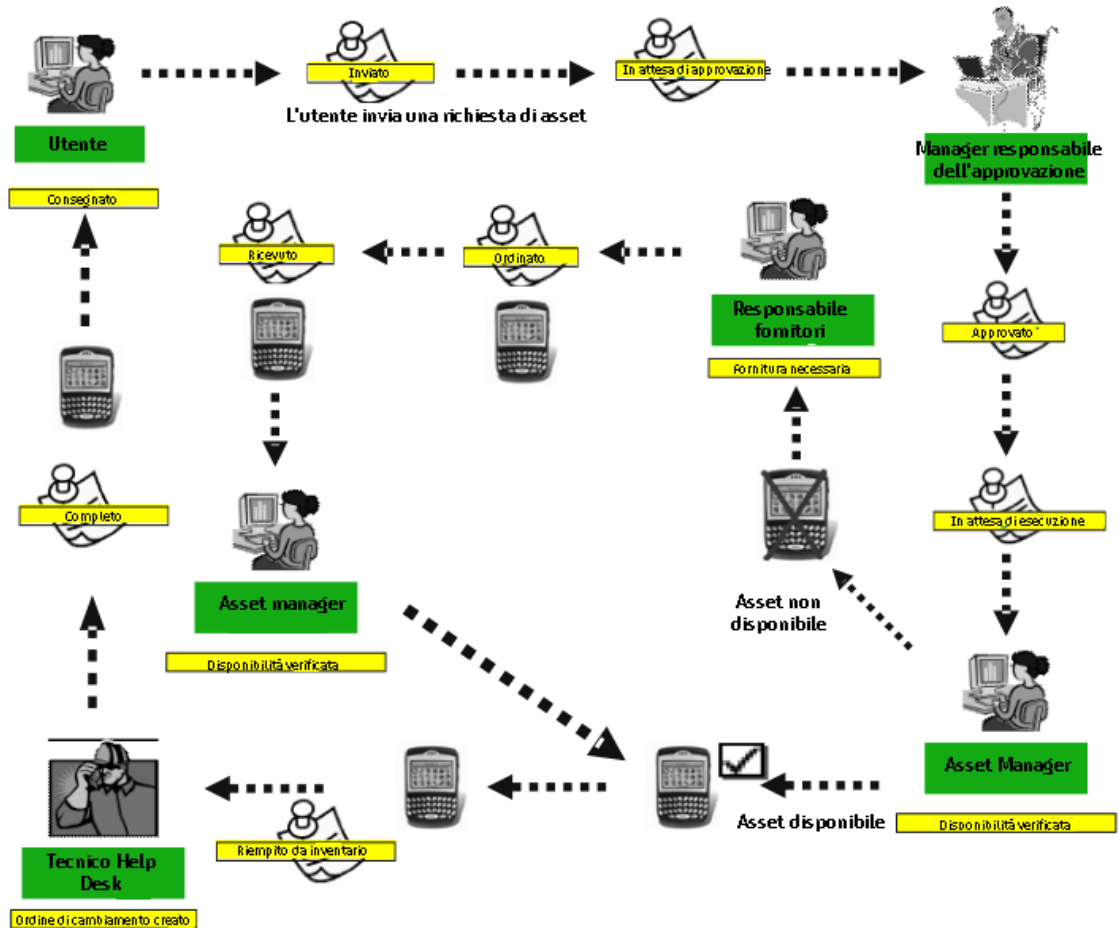 Inviato
In attesa di approvazione
L'utente invia una richiesta di asset
Utente
Manager responsabile
dell'approvazione
Consegnato
Ricevuto
Ordinato
Responsabile
fornitori
Approvato
Fornitura necessaria
Completo
In attesa di esecuzione
Asset manager
Asset non
disponibile
Disponibilità verificata
Asset Manager
Asset disponibile
Disponibilità verificata
Riempito da inventario
Tecnico Help
Desk
Ordine di cambiamento creato